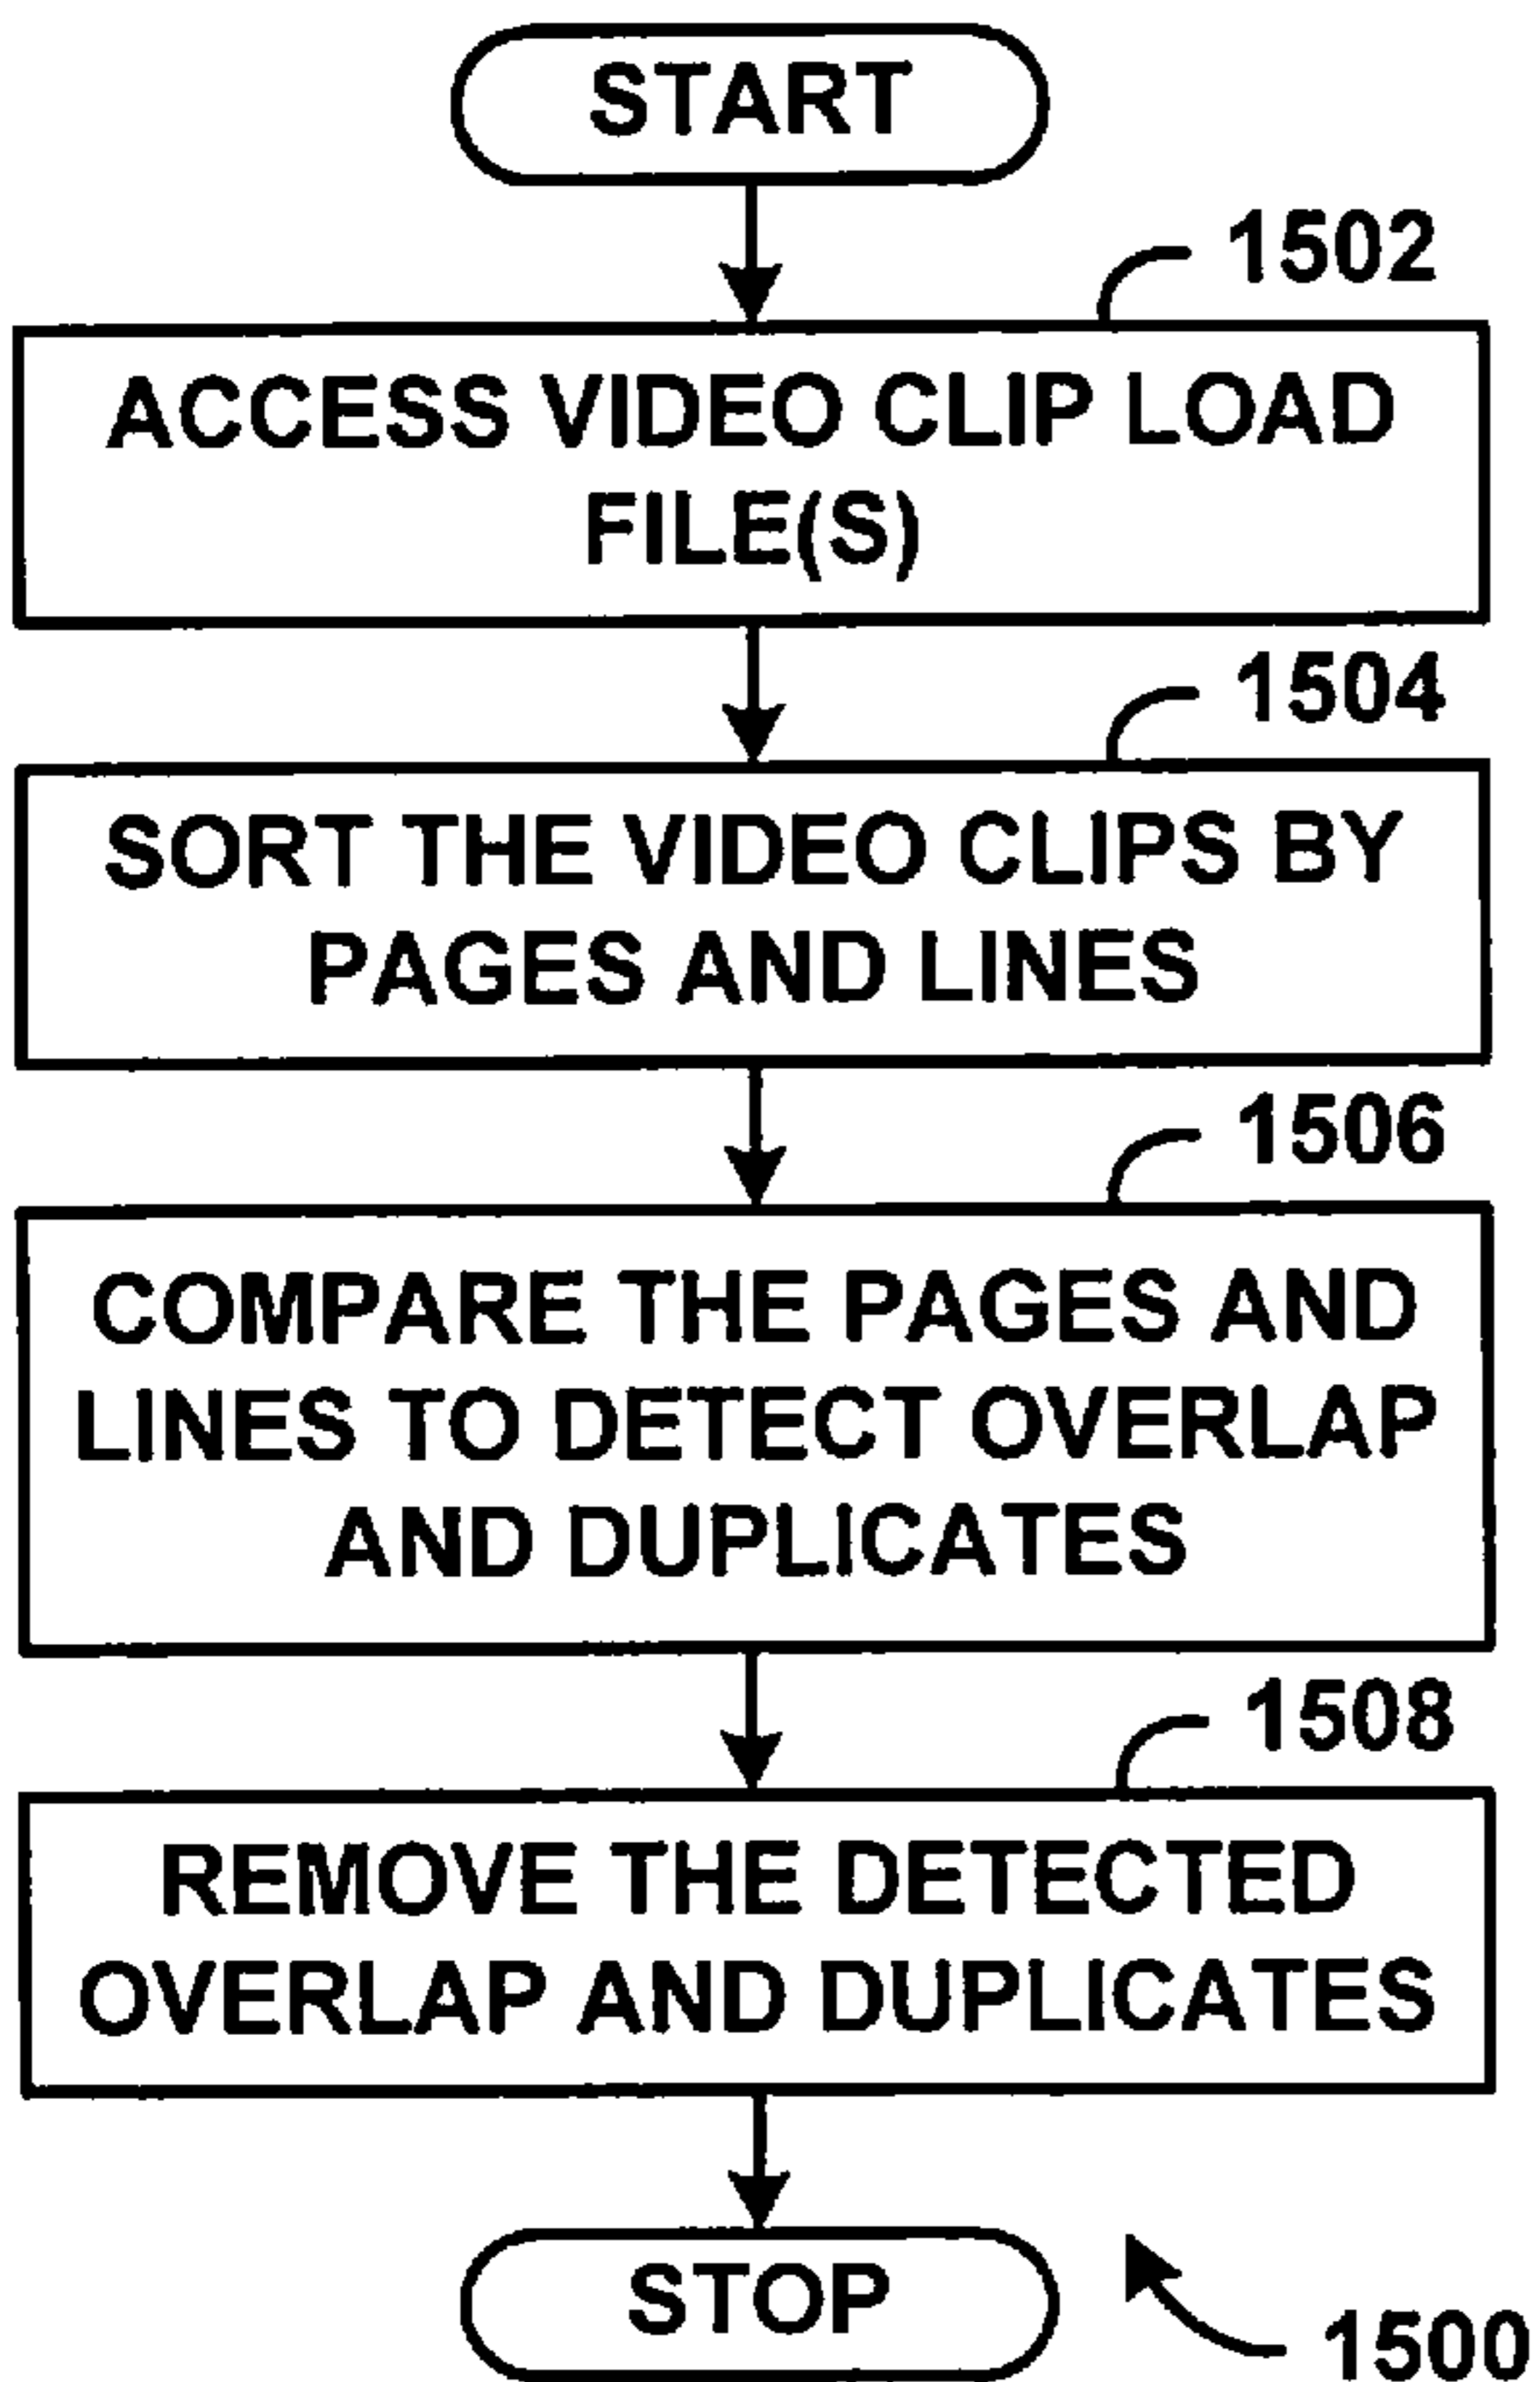 START
1502
ACCESS VIDEO CLIP LOAD
FILE(S)
1504
SORT THE VIDEO CLIPS BY
PAGES AND LINES
1506
COMPARE THE PAGES AND
LINES TO DETECT OVERLAP
AND DUPLICATES
1508
REMOVE THE DETECTED
OVERLAP AND DUPLICATES
STOP
1500